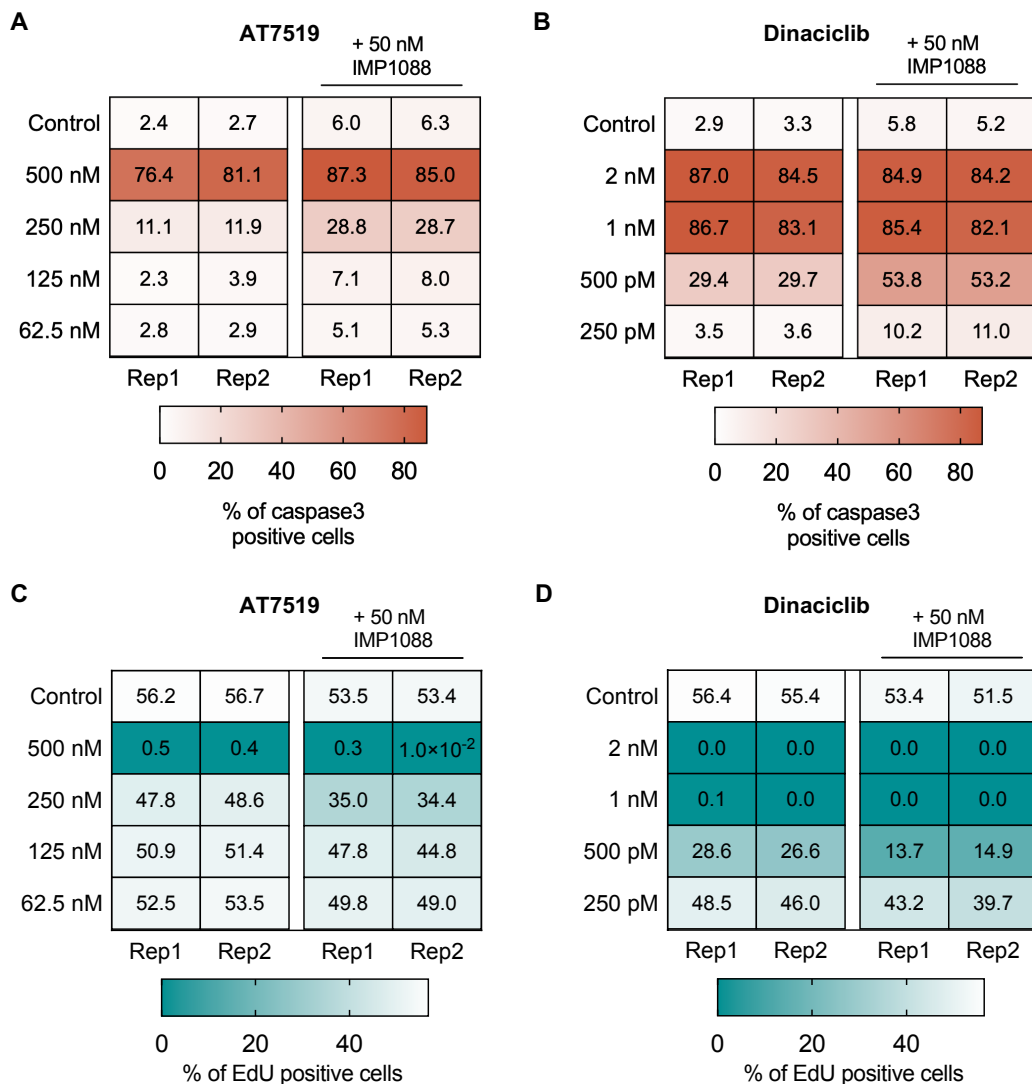 A
AT7519
+ 50 nM
IMP1088
Control 2.4 2.7 6.0 6.3
500 nM 76.4 81.1 87.3 85.0
250 nM 11.1 11.9 28.8 28.7
125 nM 2.3 3.9 7.1 8.0
62.5 nM 2.8 2.9 5.1 5.3
Rep1 Rep2 Rep1 Rep2
0 20 40 60 80
% of caspase3
positive cells
B
Dinaciclib
+ 50 nM
IMP1088
Control 2.9 3.3 5.8 5.2
2 nM 87.0 84.5 84.9 84.2
1 nM 86.7 83.1 85.4 82.1
500 pM 29.4 29.7 53.8 53.2
250 pM 3.5 3.6 10.2 11.0
Rep1 Rep2 Rep1 Rep2
0 20 40 60 80
% of caspase3
positive cells
C
AT7519
+ 50 nM
IMP1088
Control 56.2 56.7 53.5 53.4
500 nM 0.5 0.4 0.3 1.0×10⁻²
250 nM 47.8 48.6 35.0 34.4
125 nM 50.9 51.4 47.8 44.8
62.5 nM 52.5 53.5 49.8 49.0
Rep1 Rep2 Rep1 Rep2
0 20 40
% of EdU positive cells
D
Dinaciclib
+ 50 nM
IMP1088
Control 56.4 55.4 53.4 51.5
2 nM 0.0 0.0 0.0 0.0
1 nM 0.1 0.0 0.0 0.0
500 pM 28.6 26.6 13.7 14.9
250 pM 48.5 46.0 43.2 39.7
Rep1 Rep2 Rep1 Rep2
0 20 40
% of EdU positive cells